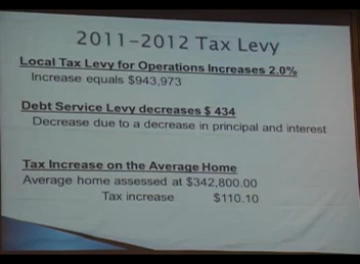 2011-2012 Tax Levy
Local Tax Levy for Operations Increases 2.0%
Increase equals $943,973
Debt Service Levy decreases $ 434
Decrease due to a decrease in principal and interest
Tax Increase on the Average Home
Average home assessed at $342,800.00
Tax increase $110.10